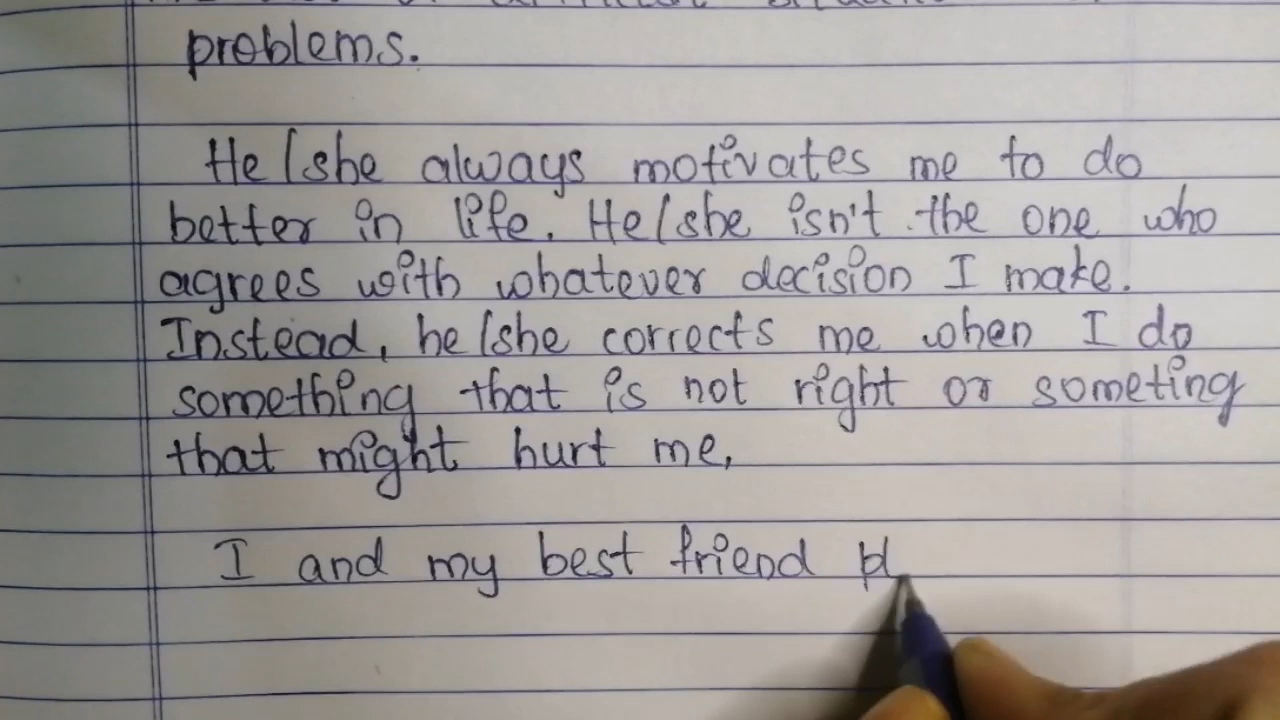 problems.
He/she always motivates me to do
better in life. He/she isn't the one who
agrees with whatever decision I make.
Instead, he/she corrects me when I do
something that is not right or someting
that might hurt me,
I and my best friend pl